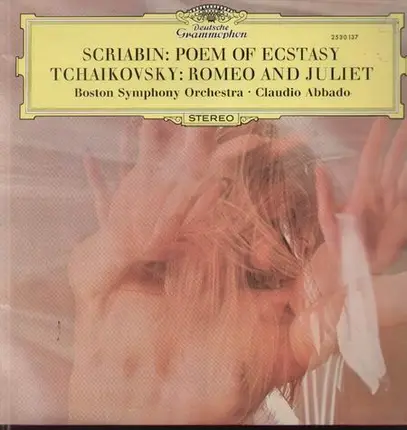 Deutsche
Grammophon
2530 137
SCRIABIN: POEM OF ECSTASY
TCHAIKOVSKY: ROMEO AND JULIET
Boston Symphony Orchestra · Claudio Abbado
STEREO